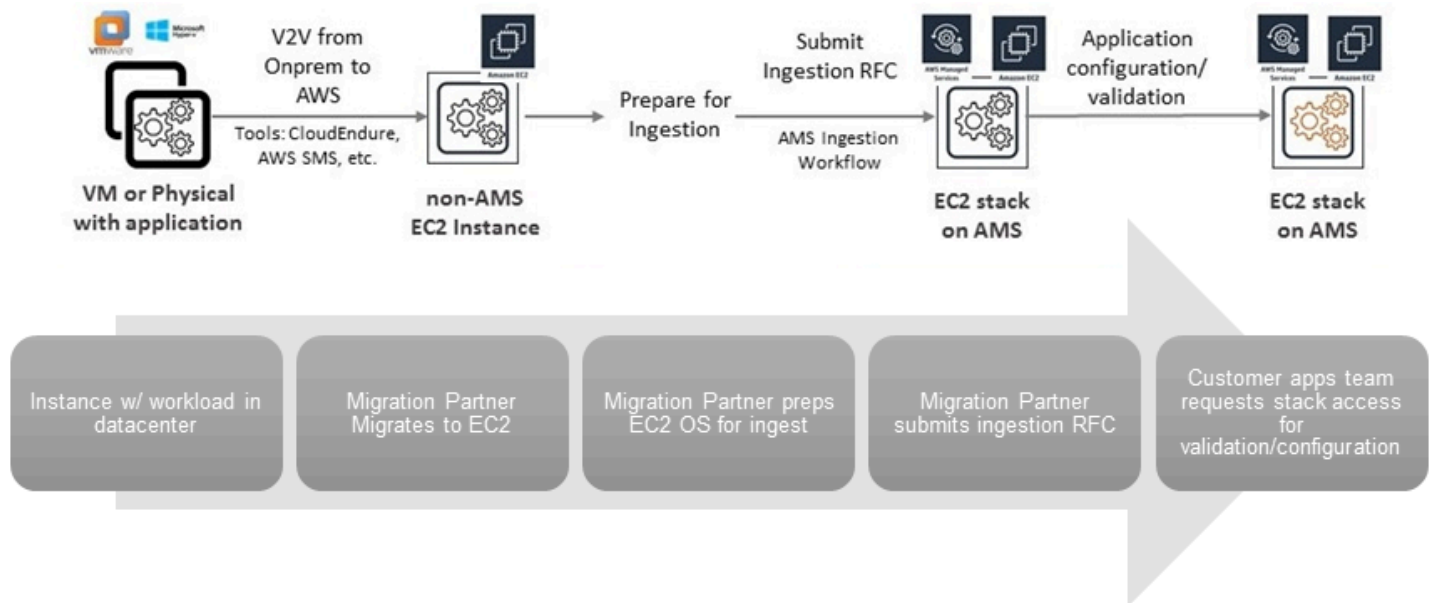 vmware
Microsoft
Hyper-v
VM or Physical
with application
V2V from
Onprem to
AWS
Tools: CloudEndure,
AWS SMS, etc.
Amazon EC2
non-AMS
EC2 Instance
Prepare for
Ingestion
Submit
Ingestion RFC
AMS Ingestion
Workflow
AWS Managed
Services
Amazon EC2
EC2 stack
on AMS
Application
configuration/
validation
AWS Managed
Services
Amazon EC2
EC2 stack
on AMS
Instance w/ workload in
datacenter
Migration Partner
Migrates to EC2
Migration Partner preps
EC2 OS for ingest
Migration Partner
submits ingestion RFC
Customer apps team
requests stack access
for
validation/configuration